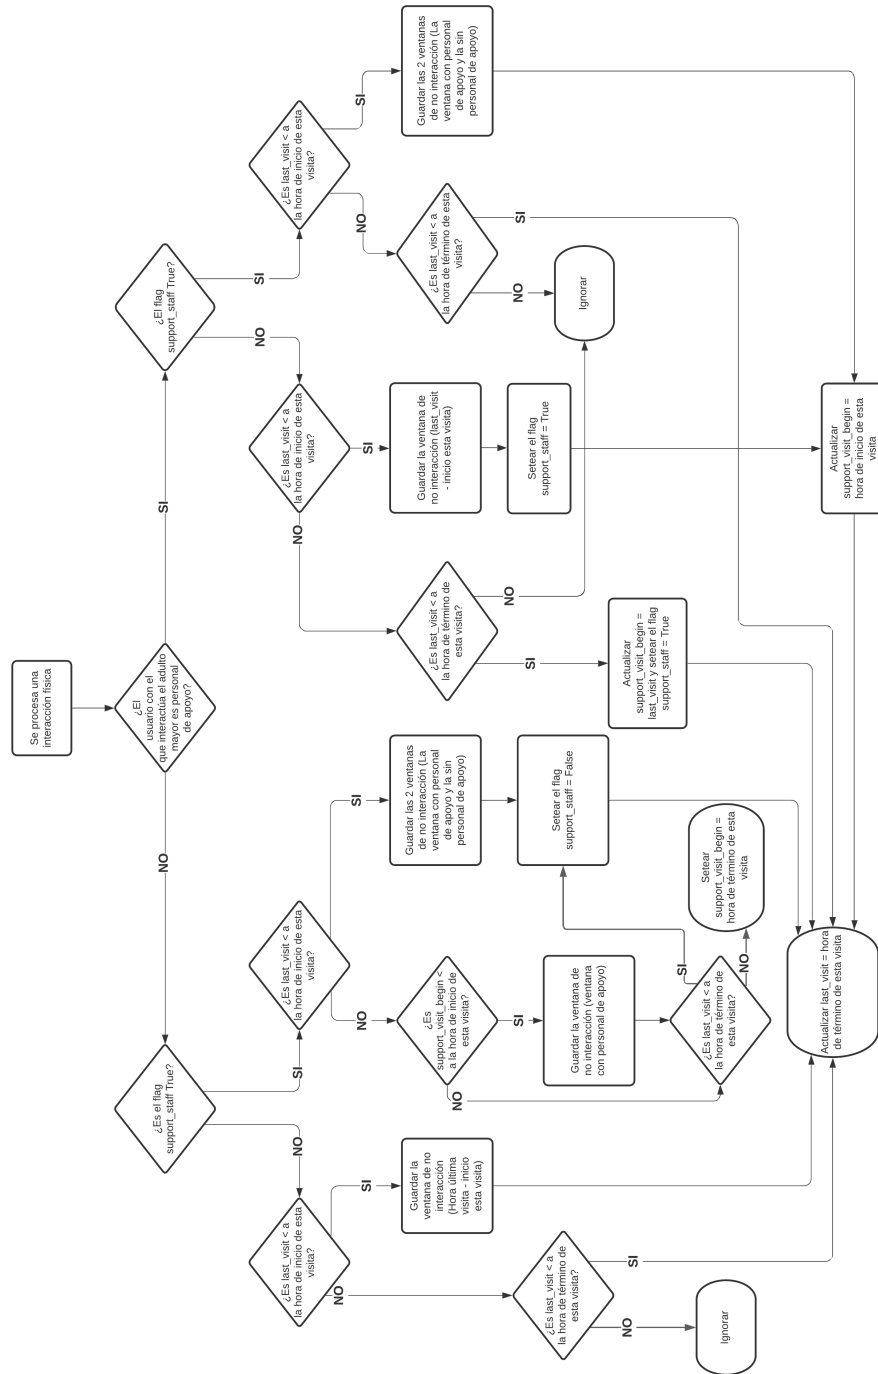 Se procesa una
interacción física
¿El
usuario con el
que interactúa el adulto
mayor es personal
de apoyo?
NO
SI
¿Es el flag
support_staff True?
NO
SI
¿El flag
support_staff True?
NO
SI
¿Es last_visit < a
la hora de inicio de esta
visita?
NO
SI
¿Es last_visit < a
la hora de inicio de esta
visita?
NO
SI
¿Es last_visit < a
la hora de inicio de esta
visita?
NO
SI
¿Es last_visit < a
la hora de inicio de esta
visita?
NO
SI
Guardar la
ventana de no
interacción
(Hora última
visita - inicio
esta visita)
¿Es
support_visit_begin <
a la hora de inicio de
esta visita?
NO
SI
Guardar las 2 ventanas
de no interacción (La
ventana con personal
de apoyo y la sin
personal de apoyo)
¿Es last_visit < a
la hora de término de
esta visita?
SI
NO
Guardar la ventana de
no interacción (last_visit
- inicio esta visita)
¿Es last_visit < a
la hora de término de esta
visita?
NO
SI
Guardar las 2 ventanas
de no interacción (La
ventana con personal
de apoyo y la sin
personal de apoyo)
¿Es last_visit < a
la hora de término de
esta visita?
NO
SI
Guardar la ventana de
no interacción (ventana
con personal de apoyo)
Setear el flag
support_staff = False
Setear el flag
support_staff = True
Ignorar
Actualizar
support_visit_begin =
last_visit y setear el flag
support_staff = True
Ignorar
¿Es last_visit < a
la hora de término de
esta visita?
SI
NO
Setear
support_visit_begin =
hora de término de esta
visita
Actualizar last_visit = hora
de término de esta visita
Actualizar
support_visit_begin =
hora de inicio de esta
visita